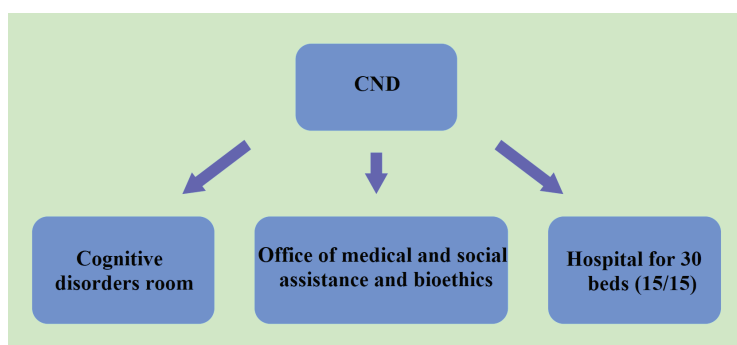 CND
Cognitive
disorders room
Office of medical and social
assistance and bioethics
Hospital for 30
beds (15/15)